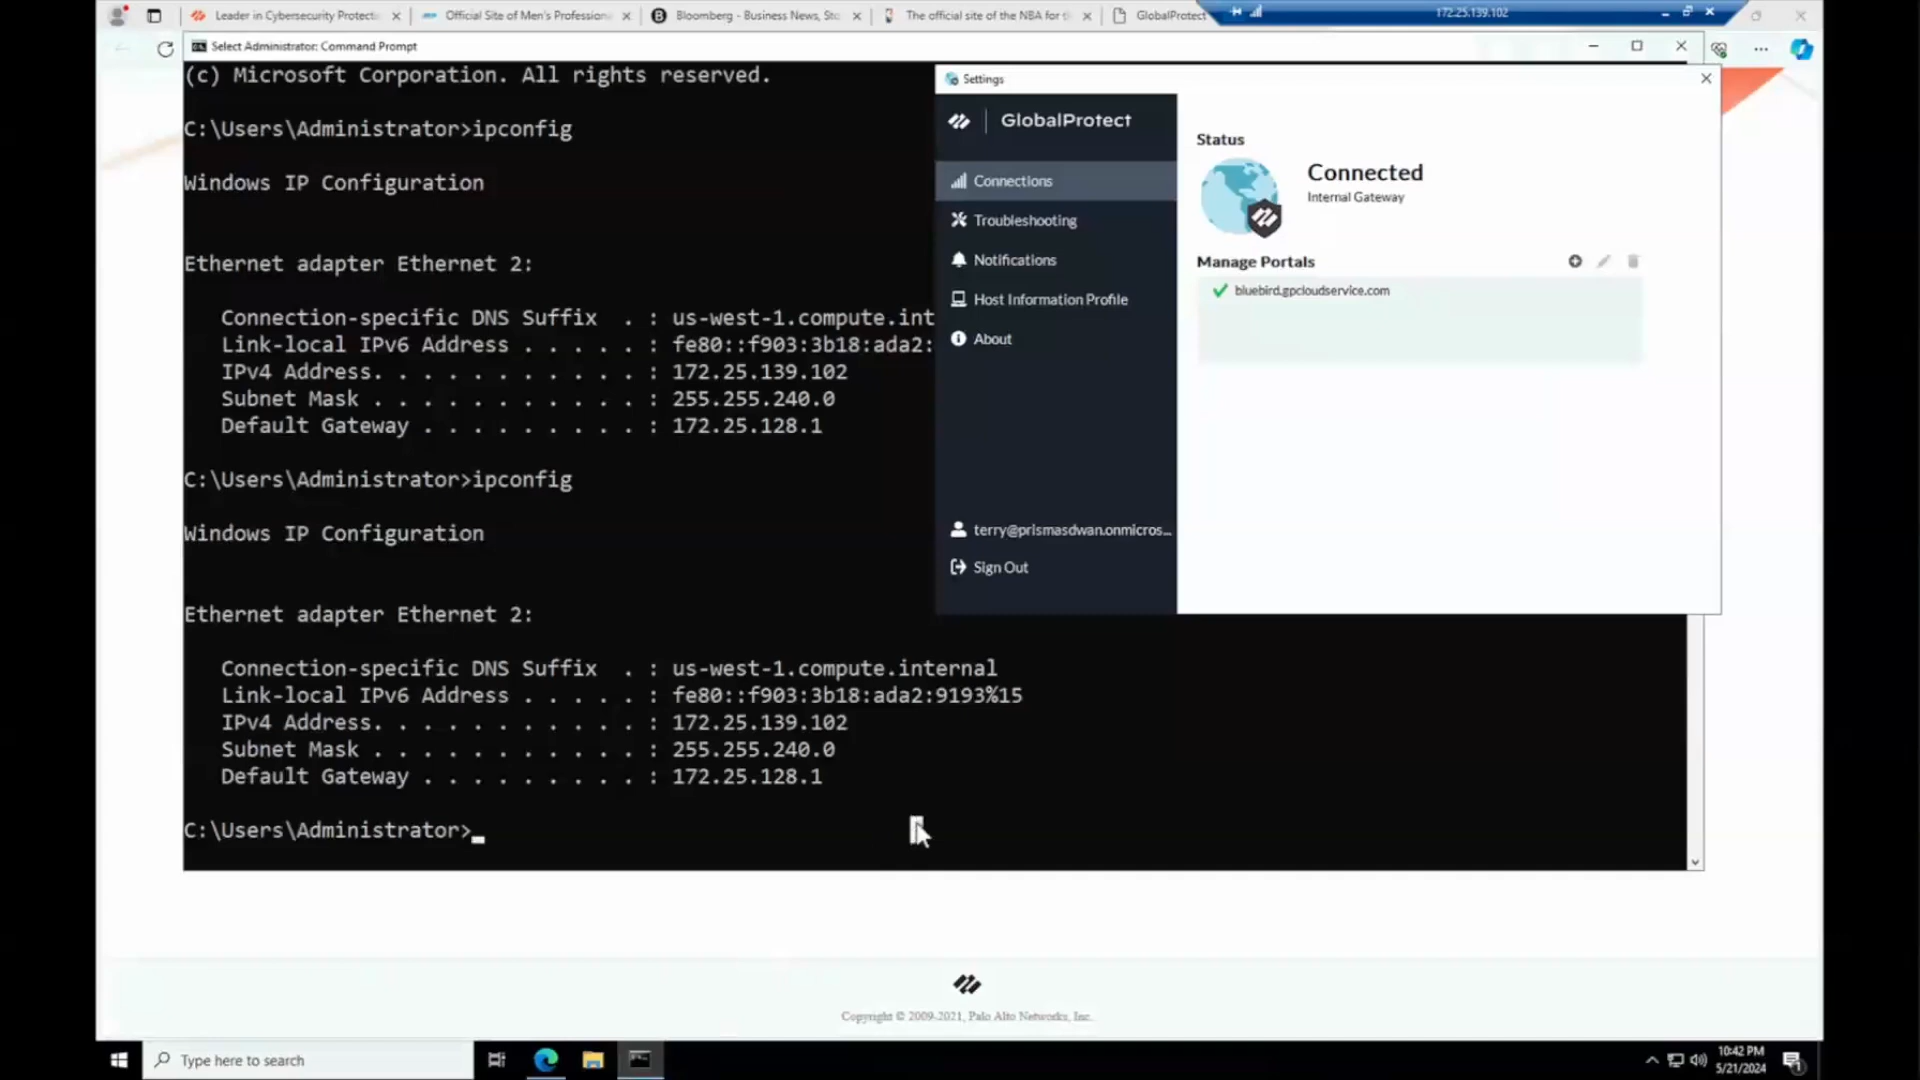 Leader in Cybersecurity Protecti
Official Site of Men's Profession
Bloomberg - Business News, Sto
The official site of the NBA for t
GlobalProtect
172.25.139.102
Select Administrator: Command Prompt
(c) Microsoft Corporation. All rights reserved.
C:\Users\Administrator>ipconfig
Windows IP Configuration
Ethernet adapter Ethernet 2:
Connection-specific DNS Suffix . : us-west-1.compute.int
Link-local IPv6 Address . . . . . : fe80::f903:3b18:ada2:
IPv4 Address. . . . . . . . . . . : 172.25.139.102
Subnet Mask . . . . . . . . . . . : 255.255.240.0
Default Gateway . . . . . . . . . : 172.25.128.1
C:\Users\Administrator>ipconfig
Windows IP Configuration
Ethernet adapter Ethernet 2:
Connection-specific DNS Suffix . : us-west-1.compute.internal
Link-local IPv6 Address . . . . . : fe80::f903:3b18:ada2:9193%15
IPv4 Address. . . . . . . . . . . : 172.25.139.102
Subnet Mask . . . . . . . . . . . : 255.255.240.0
Default Gateway . . . . . . . . . : 172.25.128.1
C:\Users\Administrator>
Settings
GlobalProtect
Connections
Troubleshooting
Notifications
Host Information Profile
About
terry@prismasdwan.onmicros...
Sign Out
Status
Connected
Internal Gateway
Manage Portals
bluebird.gpcloudservice.com
Copyright © 2009-2021, Palo Alto Networks, Inc.
Type here to search
10:42 PM
5/21/2024
1